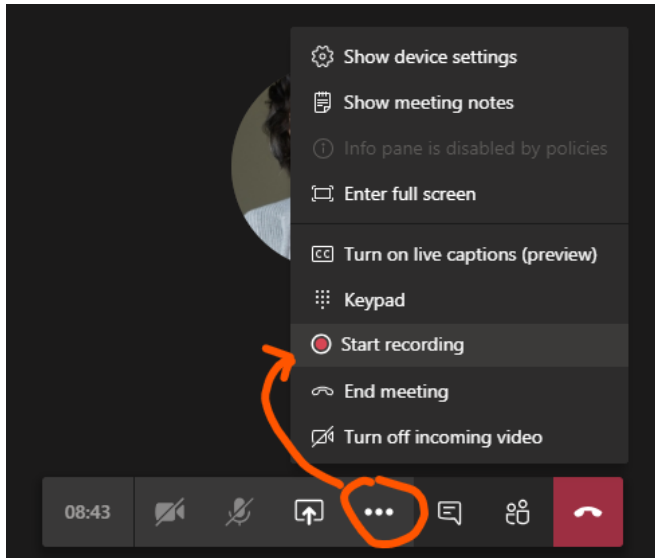 Show device settings
Show meeting notes
Info pane is disabled by policies
Enter full screen
CC Turn on live captions (preview)
Keypad
Start recording
End meeting
Turn off incoming video
08:43